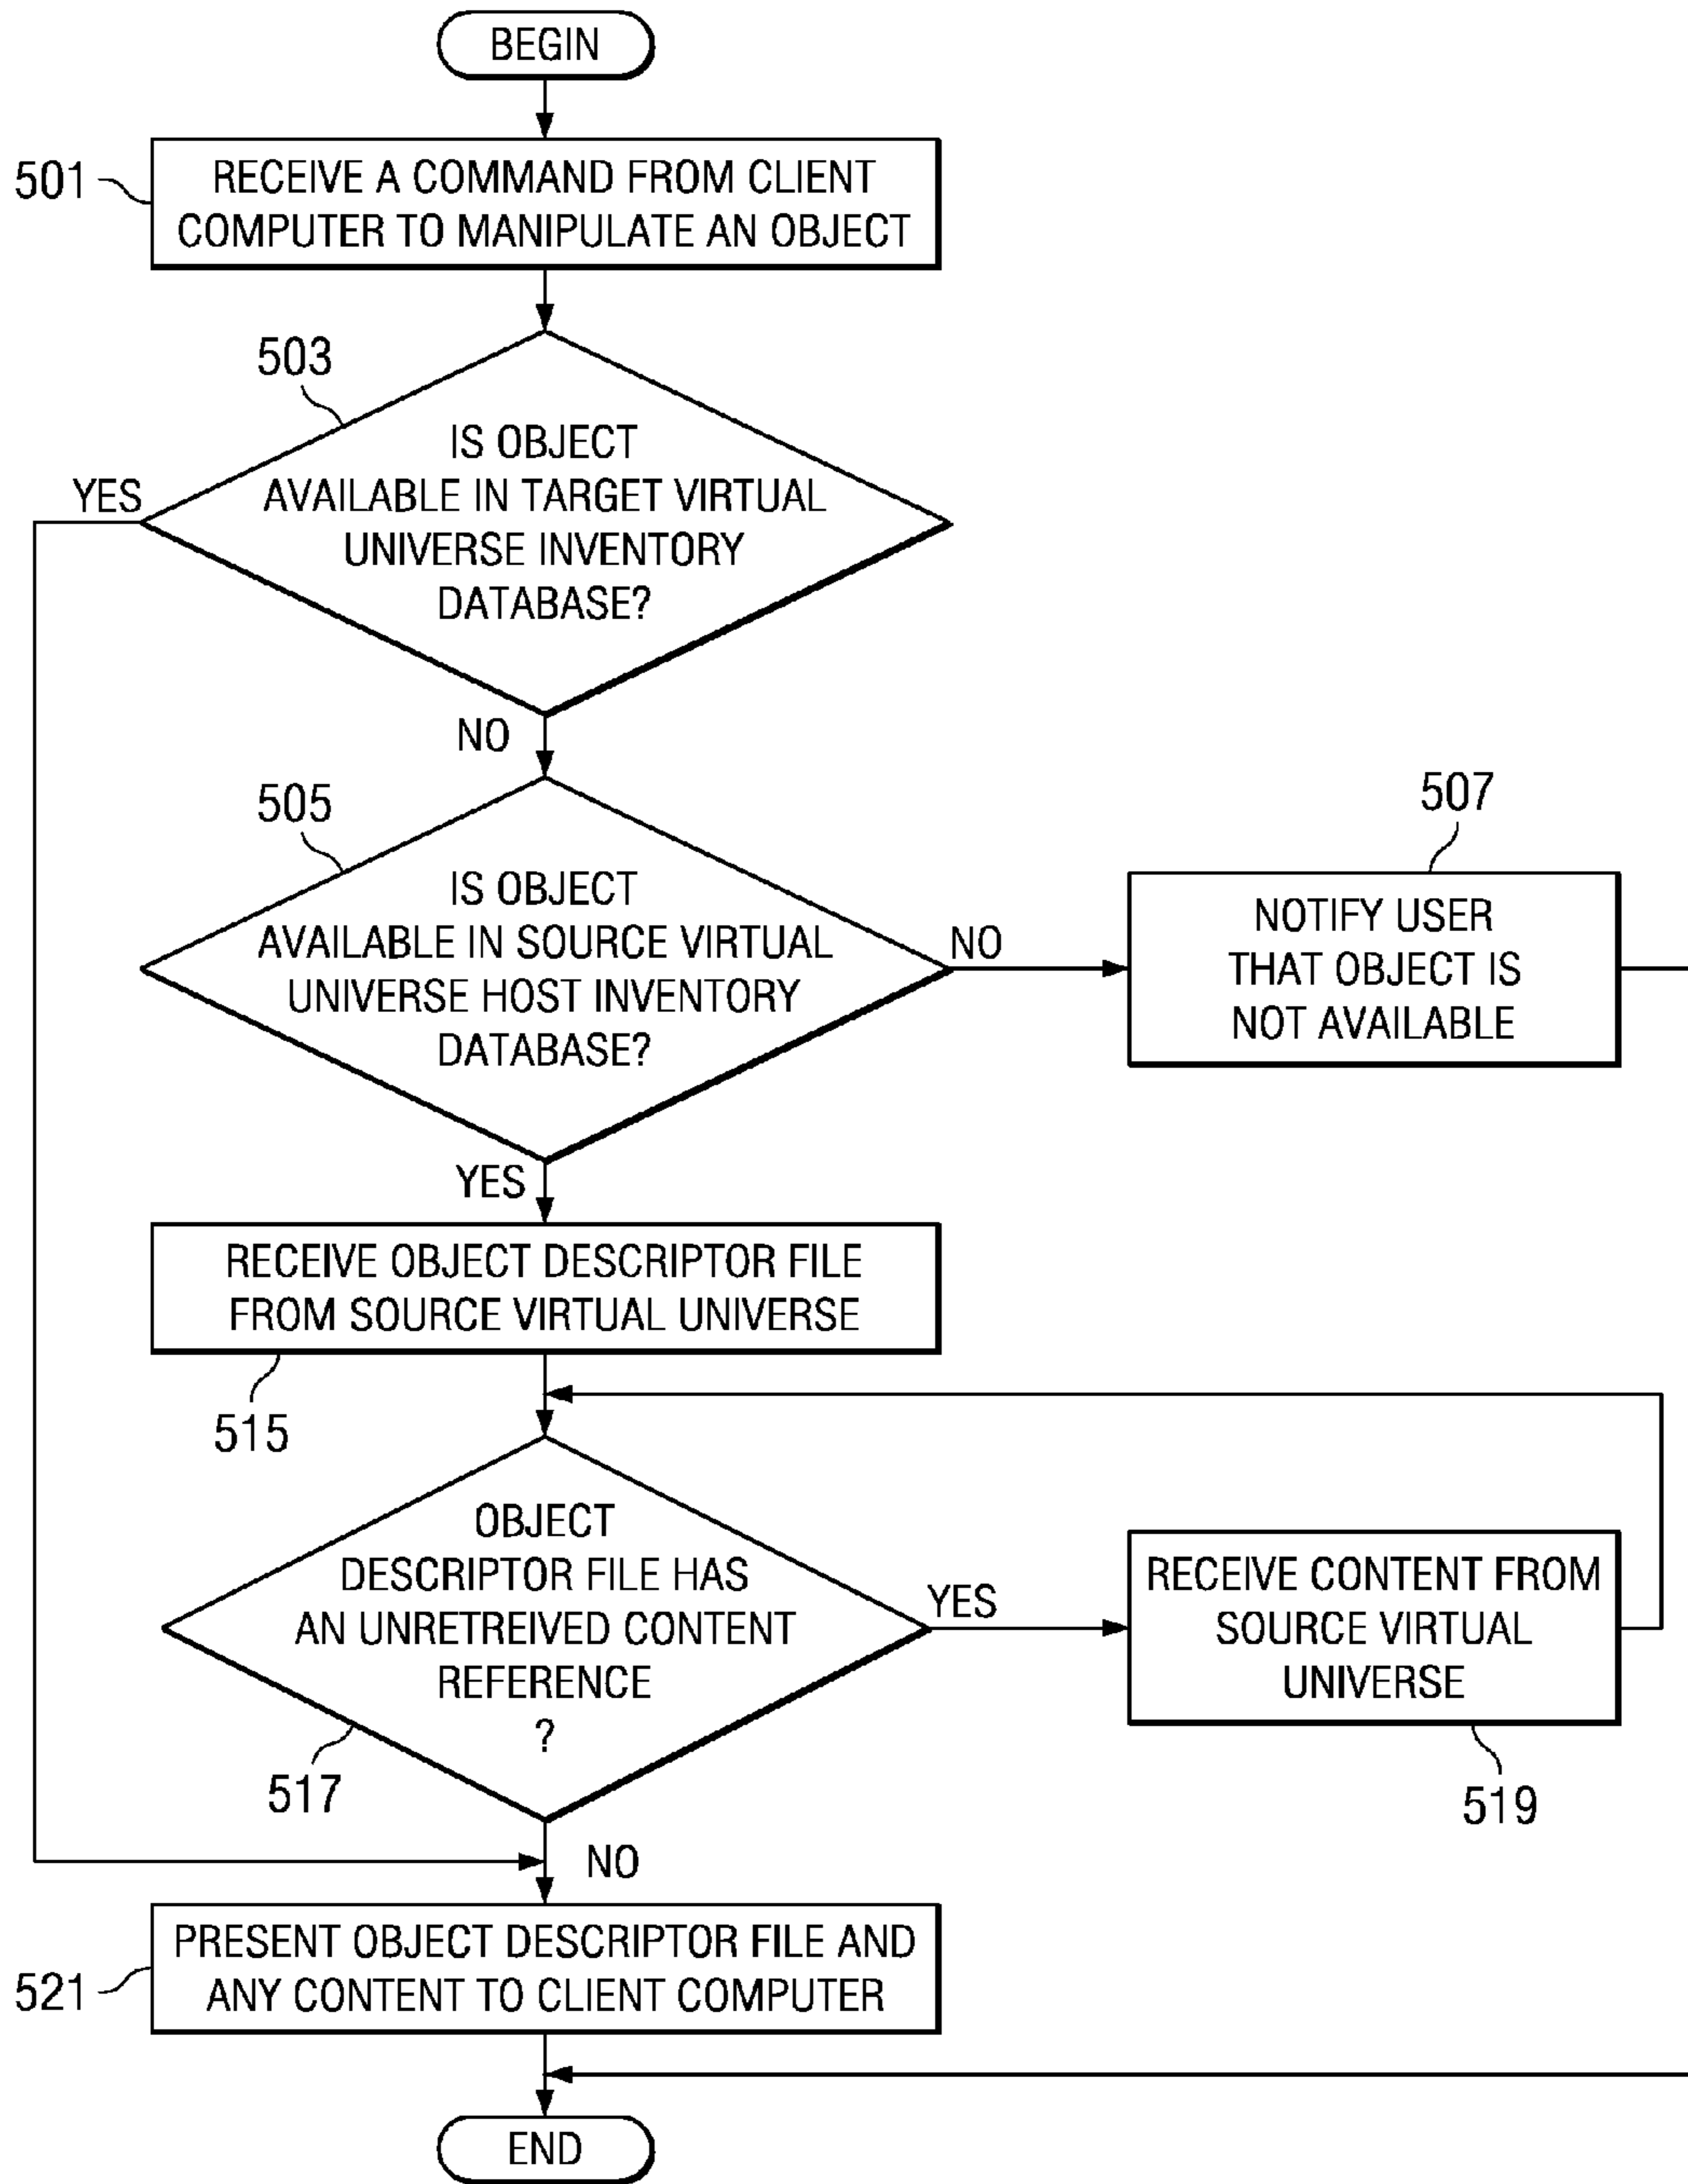 BEGIN
501
RECEIVE A COMMAND FROM CLIENT
COMPUTER TO MANIPULATE AN OBJECT
503
IS OBJECT
AVAILABLE IN TARGET VIRTUAL
UNIVERSE INVENTORY
DATABASE?
YES
NO
505
IS OBJECT
AVAILABLE IN SOURCE VIRTUAL
UNIVERSE HOST INVENTORY
DATABASE?
NO
507
NOTIFY USER
THAT OBJECT IS
NOT AVAILABLE
YES
RECEIVE OBJECT DESCRIPTOR FILE
FROM SOURCE VIRTUAL UNIVERSE
515
OBJECT
DESCRIPTOR FILE HAS
AN UNRETREIVED CONTENT
REFERENCE
?
517
YES
RECEIVE CONTENT FROM
SOURCE VIRTUAL
UNIVERSE
519
NO
521
PRESENT OBJECT DESCRIPTOR FILE AND
ANY CONTENT TO CLIENT COMPUTER
END